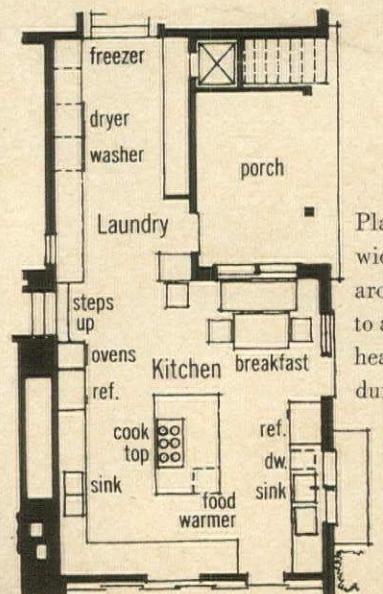 freezer
dryer
washer
porch
Laundry
steps
up
ovens
Kitchen
breakfast
ref.
cook
top
ref.
dw.
sink
sink
food
warmer